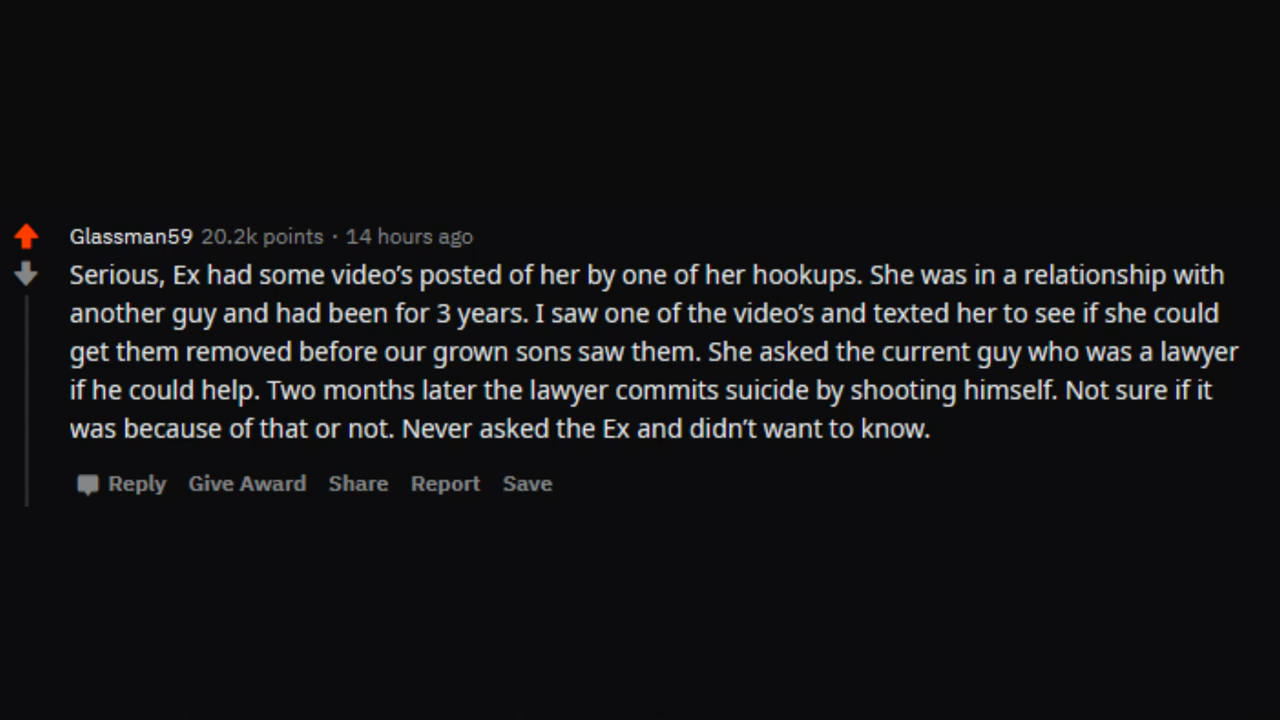 Glassman59 20.2k points · 14 hours ago
Serious, Ex had some video’s posted of her by one of her hookups. She was in a relationship with
another guy and had been for 3 years. I saw one of the video’s and texted her to see if she could
get them removed before our grown sons saw them. She asked the current guy who was a lawyer
if he could help. Two months later the lawyer commits suicide by shooting himself. Not sure if it
was because of that or not. Never asked the Ex and didn’t want to know.
Reply Give Award Share Report Save